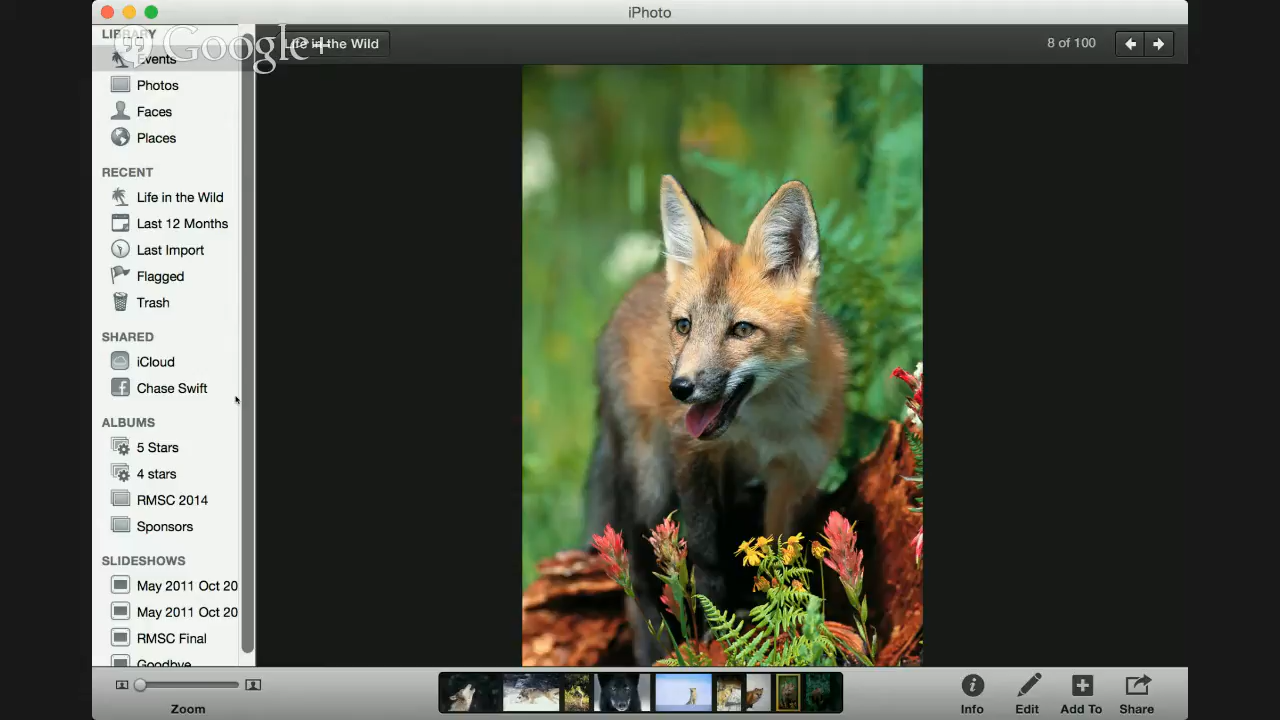 iPhoto
LIBRARY
Google+
Life in the Wild
8 of 100
Events
Photos
Faces
Places
RECENT
Life in the Wild
Last 12 Months
Last Import
Flagged
Trash
SHARED
iCloud
Chase Swift
ALBUMS
5 Stars
4 stars
RMSC 2014
Sponsors
SLIDESHOWS
May 2011 Oct 20
May 2011 Oct 20
RMSC Final
Goodbye
Zoom
Info
Edit
Add To
Share